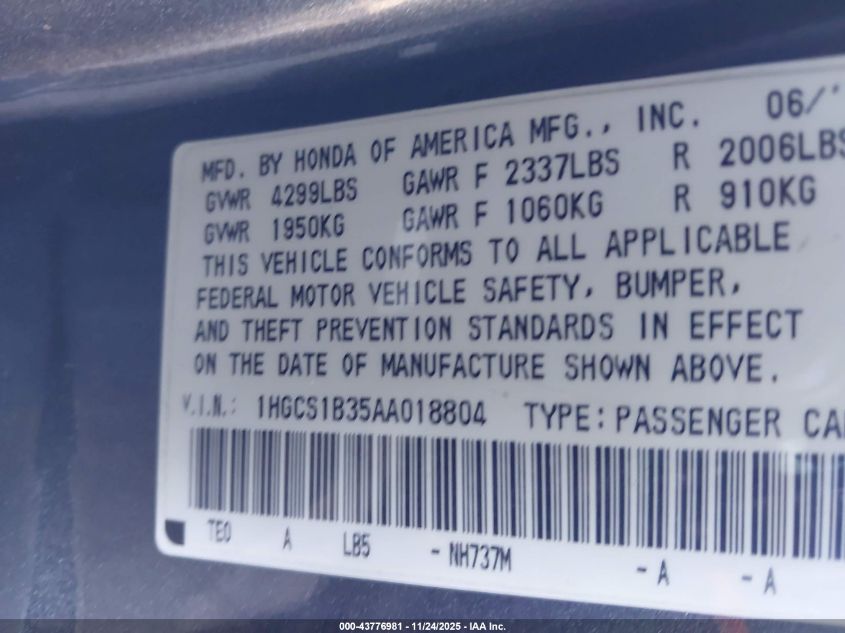 MFD. BY HONDA OF AMERICA MFG., INC. 06/
GVWR 4299LBS GAWR F 2337LBS R 2006LBS
GVWR 1950KG GAWR F 1060KG R 910KG
THIS VEHICLE CONFORMS TO ALL APPLICABLE
FEDERAL MOTOR VEHICLE SAFETY, BUMPER,
AND THEFT PREVENTION STANDARDS IN EFFECT
ON THE DATE OF MANUFACTURE SHOWN ABOVE.
V.I.N.: 1HGCS1B35AA018804 TYPE: PASSENGER CA
TE0 A LB5 - NH737M - A - A
000-43776981 - 11/24/2025 - IAA Inc.